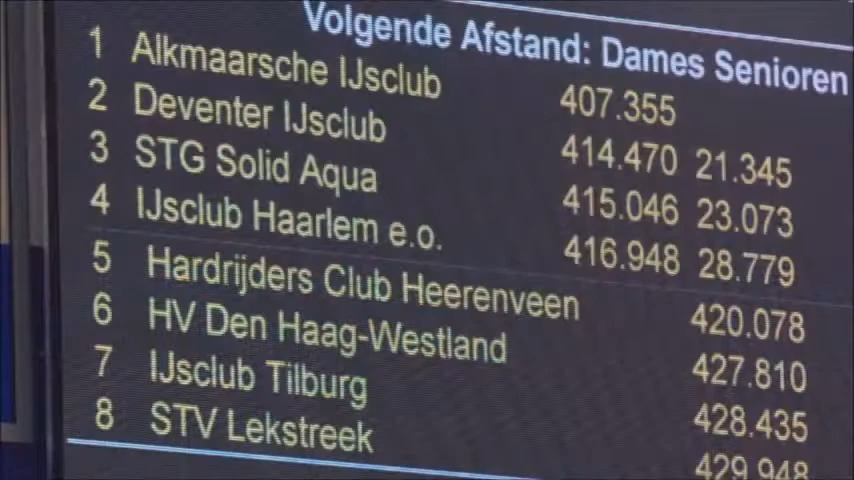 Volgende Afstand: Dames Senioren
1 Alkmaarsche IJsclub 407.355
2 Deventer IJsclub 414.470 21.345
3 STG Solid Aqua 415.046 23.073
4 IJsclub Haarlem e.o. 416.948 28.779
5 Hardrijders Club Heerenveen 420.078
6 HV Den Haag-Westland 427.810
7 IJsclub Tilburg 428.435
8 STV Lekstreek 429.948